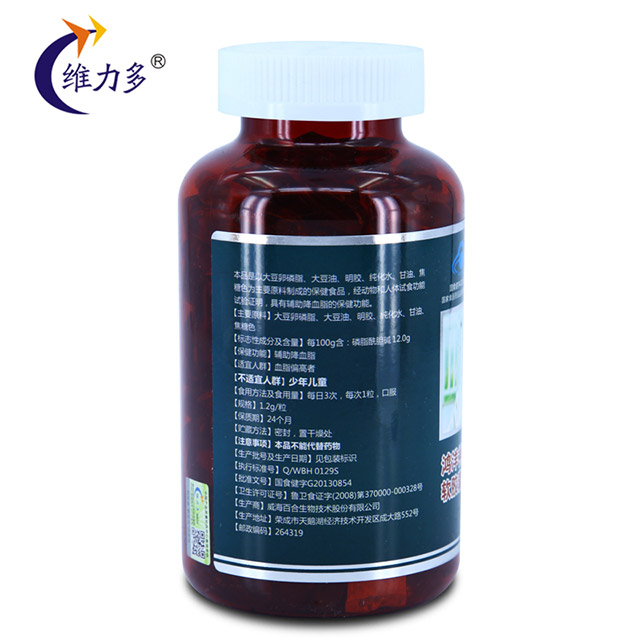 维力多®
本品是以大豆卵磷脂、大豆油、明胶、纯化水、甘油、焦
糖色为主要原料制成的保健食品，经动物和人体试食功能
试验证明，具有辅助降血脂的保健功能。
[主要原料] 大豆卵磷脂、大豆油、明胶、纯化水、甘油、
焦糖色
[标志性成分及含量] 每100g含：磷脂酰胆碱 12.0g
[保健功能] 辅助降血脂
[适宜人群] 血脂偏高者
[不适宜人群] 少年儿童
[食用方法及食用量] 每日3次，每次1粒，口服
[规格] 1.2g/粒
[保质期] 24个月
[贮藏方法] 密封，置干燥处
[注意事项] 本品不能代替药物
[生产批号及生产日期] 见包装标识
[执行标准号] Q/WBH 0129S
[批准文号] 国食健字G20130854
[卫生许可证号] 鲁卫食证字(2008)第370000-000328号
[生产商] 威海百合生物技术股份有限公司
[生产地址] 荣成市天鹅湖经济技术开发区成大路552号
[邮政编码] 264319
鸿洋
软胶